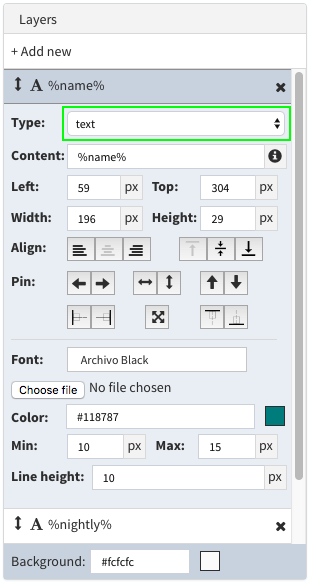 Layers
+ Add new
A %name%
Type: text
Content: %name%
Left: 59 px Top: 304 px
Width: 196 px Height: 29 px
Align:
Pin:
Font: Archivo Black
Choose file No file chosen
Color: #118787
Min: 10 px Max: 15 px
Line height: 10 px
A %nightly%
Background: #fcfcfc